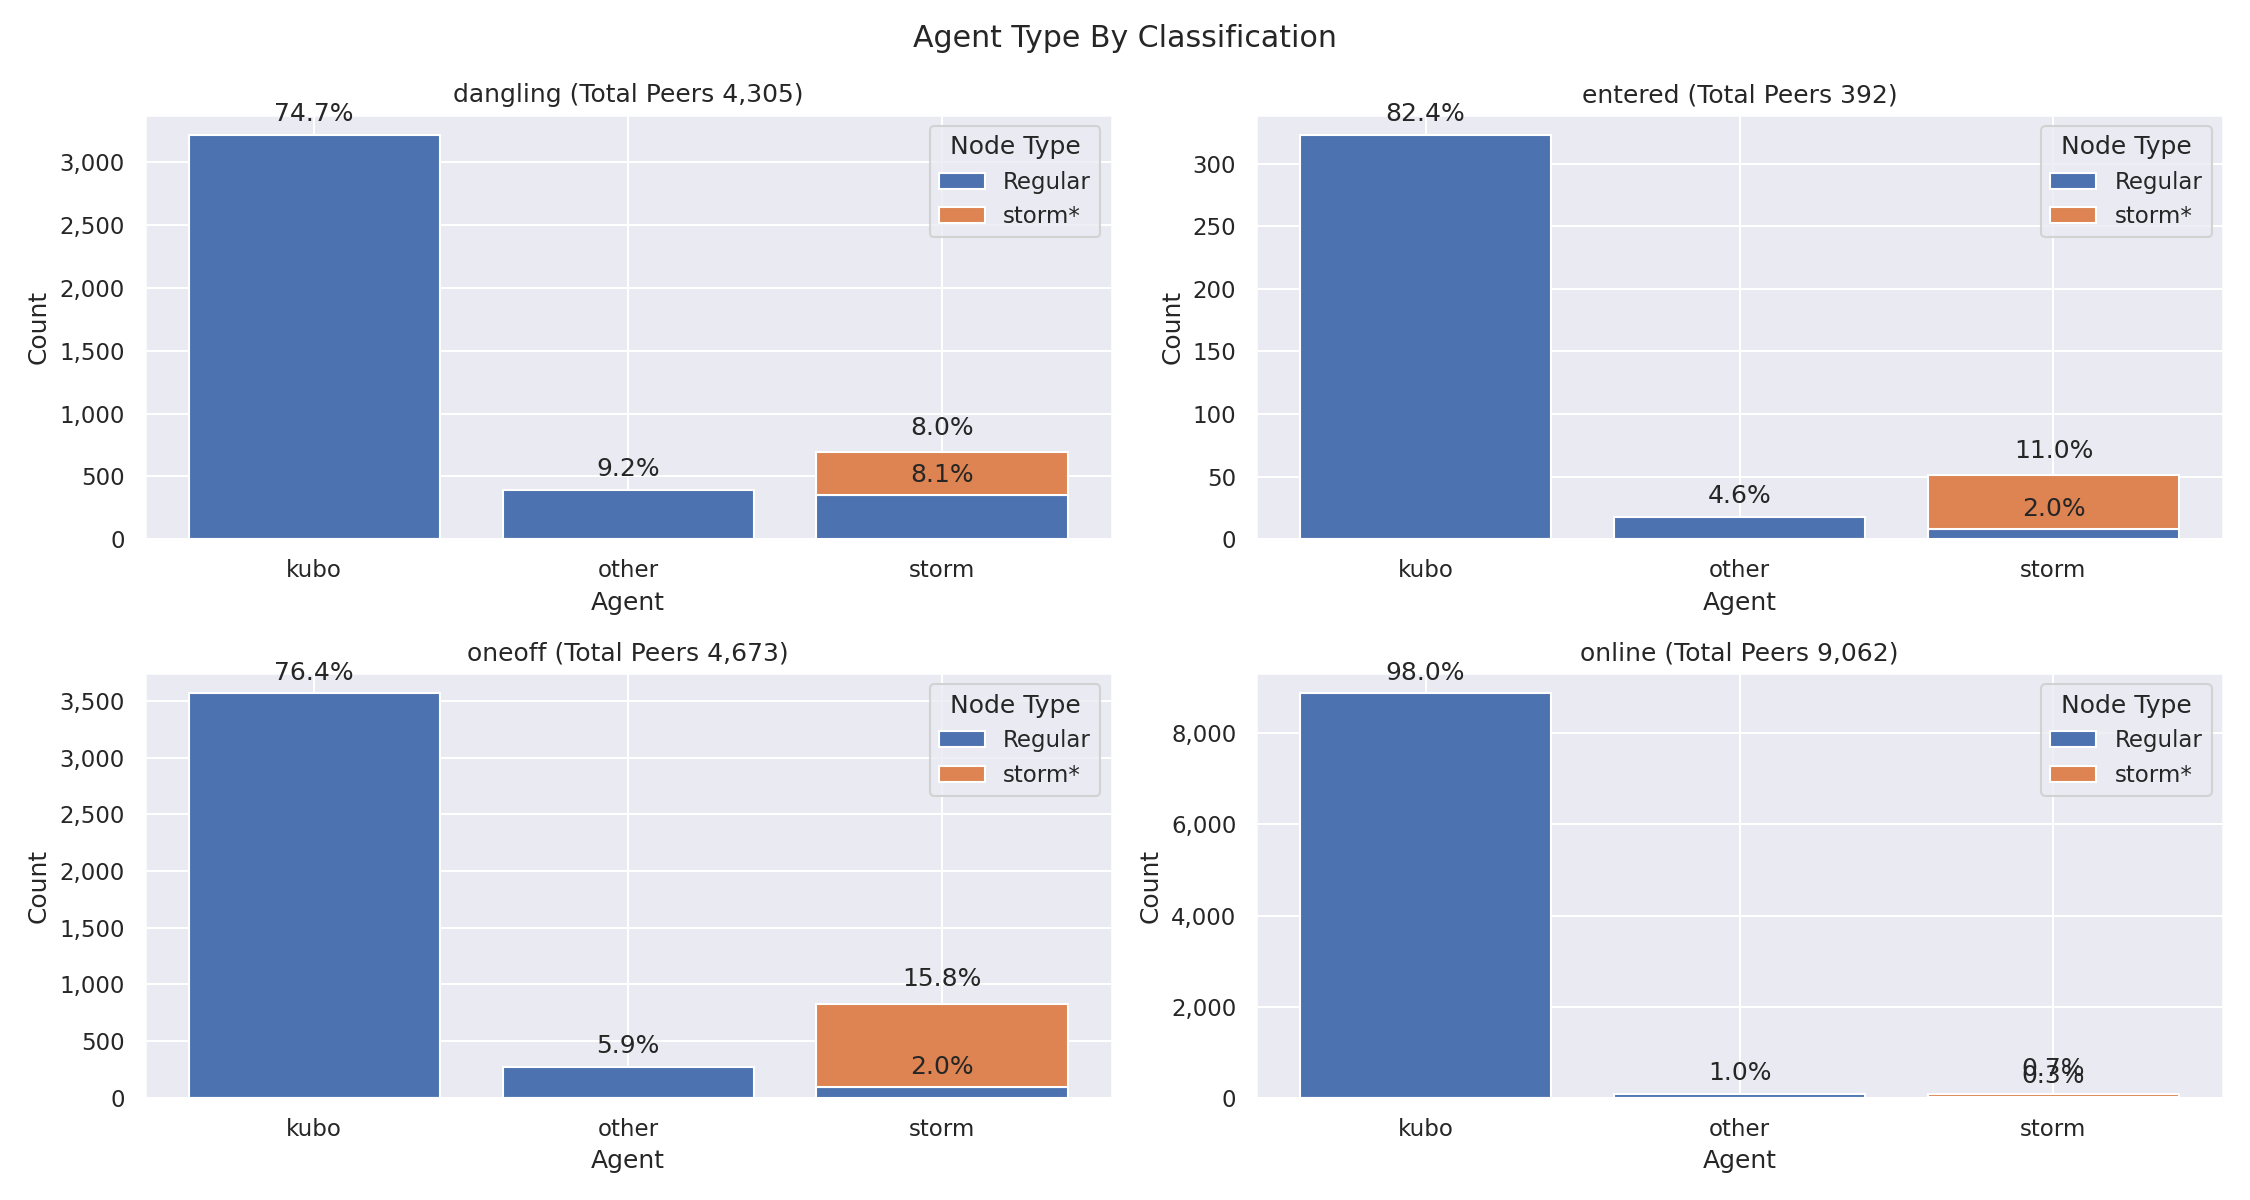 Agent Type By Classification
dangling (Total Peers 4,305)
74.7%
9.2%
8.0%
8.1%
Node Type
Regular
storm*
3,000
2,500
2,000
1,500
1,000
500
0
Count
kubo
other
storm
Agent
entered (Total Peers 392)
82.4%
4.6%
11.0%
2.0%
Node Type
Regular
storm*
300
250
200
150
100
50
0
Count
kubo
other
storm
Agent
oneoff (Total Peers 4,673)
76.4%
5.9%
15.8%
2.0%
Node Type
Regular
storm*
3,500
3,000
2,500
2,000
1,500
1,000
500
0
Count
kubo
other
storm
Agent
online (Total Peers 9,062)
98.0%
1.0%
0.7%
0.3%
Node Type
Regular
storm*
8,000
6,000
4,000
2,000
0
Count
kubo
other
storm
Agent